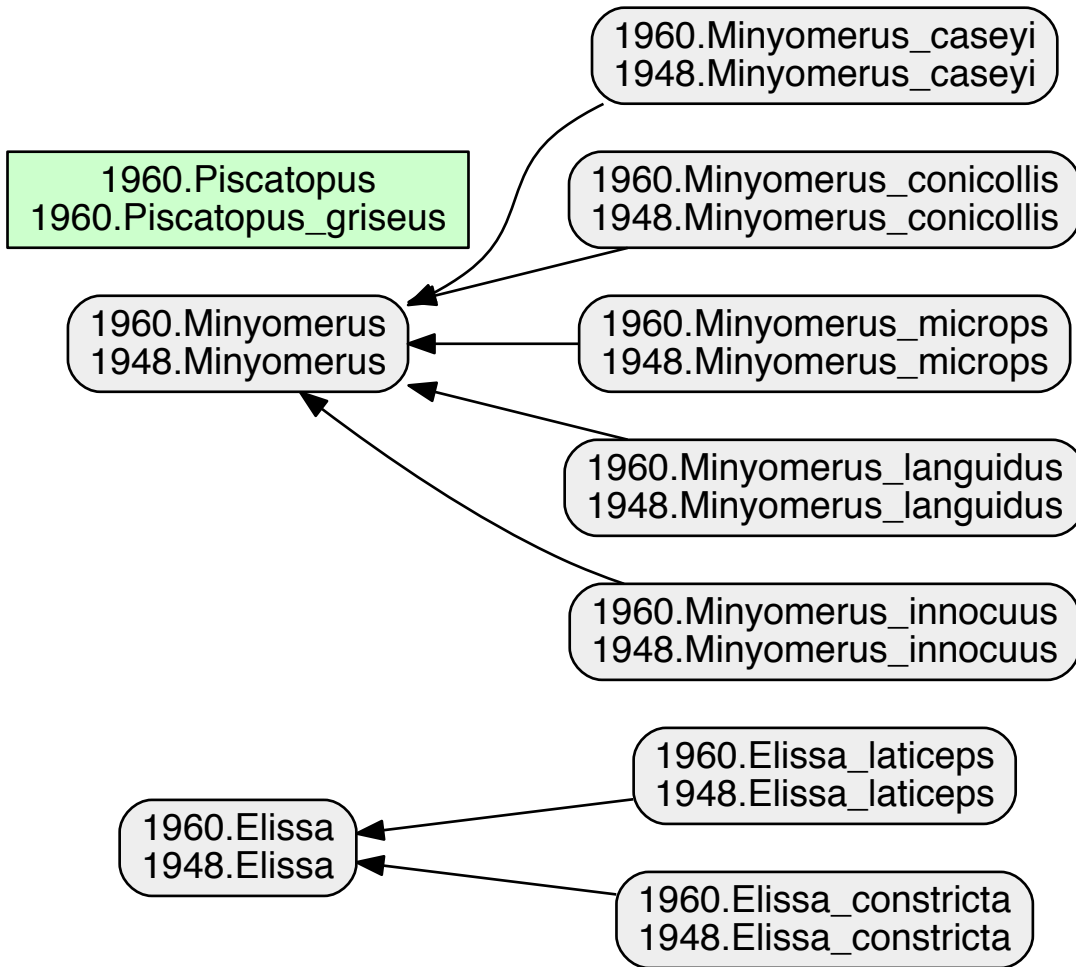 1960.Minyomerus_caseyi
1948.Minyomerus_caseyi
1960.Piscatopus
1960.Piscatopus_griseus
1960.Minyomerus_conicollis
1948.Minyomerus_conicollis
1960.Minyomerus
1948.Minyomerus
1960.Minyomerus_microps
1948.Minyomerus_microps
1960.Minyomerus_languidus
1948.Minyomerus_languidus
1960.Minyomerus_innocuus
1948.Minyomerus_innocuus
1960.Elissa_laticeps
1948.Elissa_laticeps
1960.Elissa
1948.Elissa
1960.Elissa_constricta
1948.Elissa_constricta